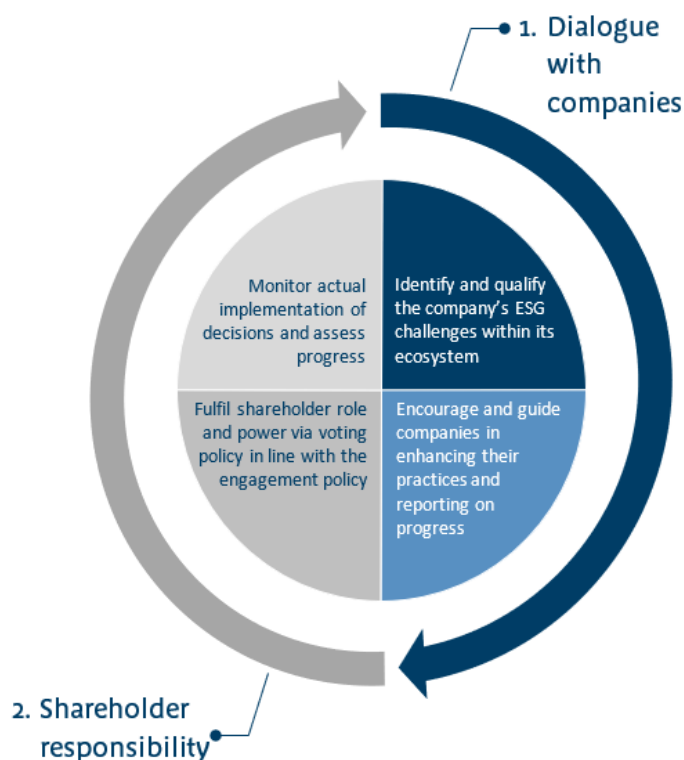 1. Dialogue
with
companies
Monitor actual
implementation of
decisions and assess
progress
Identify and qualify
the company's ESG
challenges within its
ecosystem
Fulfil shareholder role
and power via voting
policy in line with the
engagement policy
Encourage and guide
companies in
enhancing their
practices and
reporting on
progress
2. Shareholder
responsibility